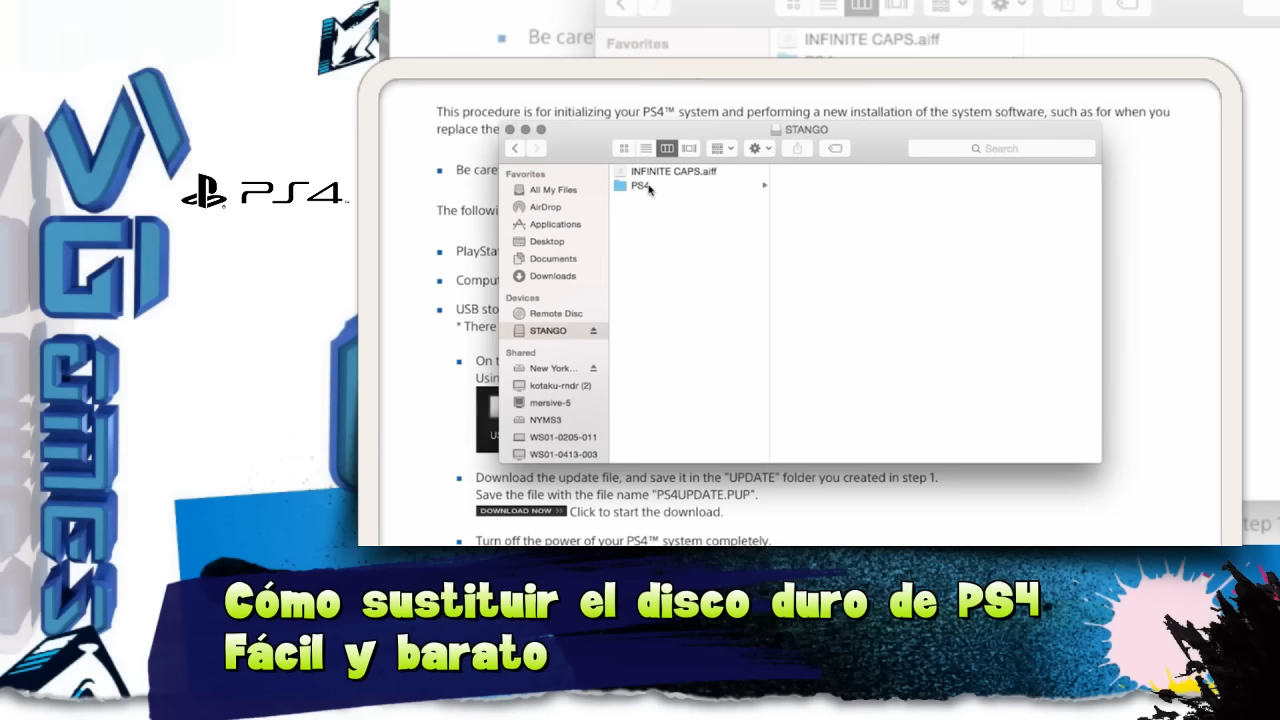 Be care
Favorites
INFINITE CAPS.aiff
This procedure is for initializing your PS4™ system and performing a new installation of the system software, such as for when you
replace the
STANGO
Search
Be care
The followi
PlayStat
Comput
USB sto
* There
On t
Usin
Favorites
All My Files
AirDrop
Applications
Desktop
Documents
Downloads
Devices
Remote Disc
STANGO
Shared
New York...
kotaku-rndr (2)
mersive-5
NYMS3
WS01-0205-011
WS01-0413-003
INFINITE CAPS.aiff
PS4
Download the update file, and save it in the "UPDATE" folder you created in step 1.
Save the file with the file name "PS4UPDATE.PUP".
DOWNLOAD NOW >> Click to start the download.
Turn off the power of your PS4™ system completely.
tep 1
PS4
Cómo sustituir el disco duro de PS4
Fácil y barato